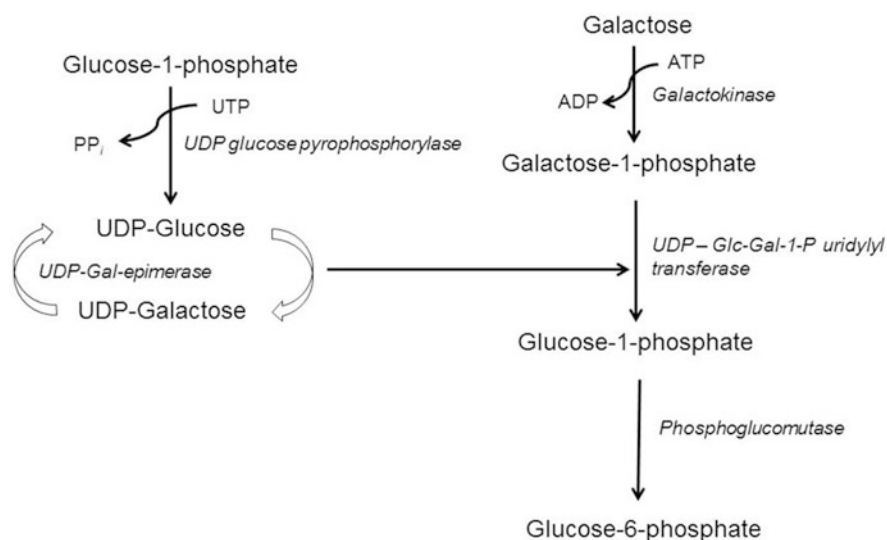 Glucose-1-phosphate
UTP
PPi
UDP glucose pyrophosphorylase
UDP-Glucose
UDP-Gal-epimerase
UDP-Galactose
Galactose
ATP
ADP
Galactokinase
Galactose-1-phosphate
UDP – Glc-Gal-1-P uridylyl
transferase
Glucose-1-phosphate
Phosphoglucomutase
Glucose-6-phosphate